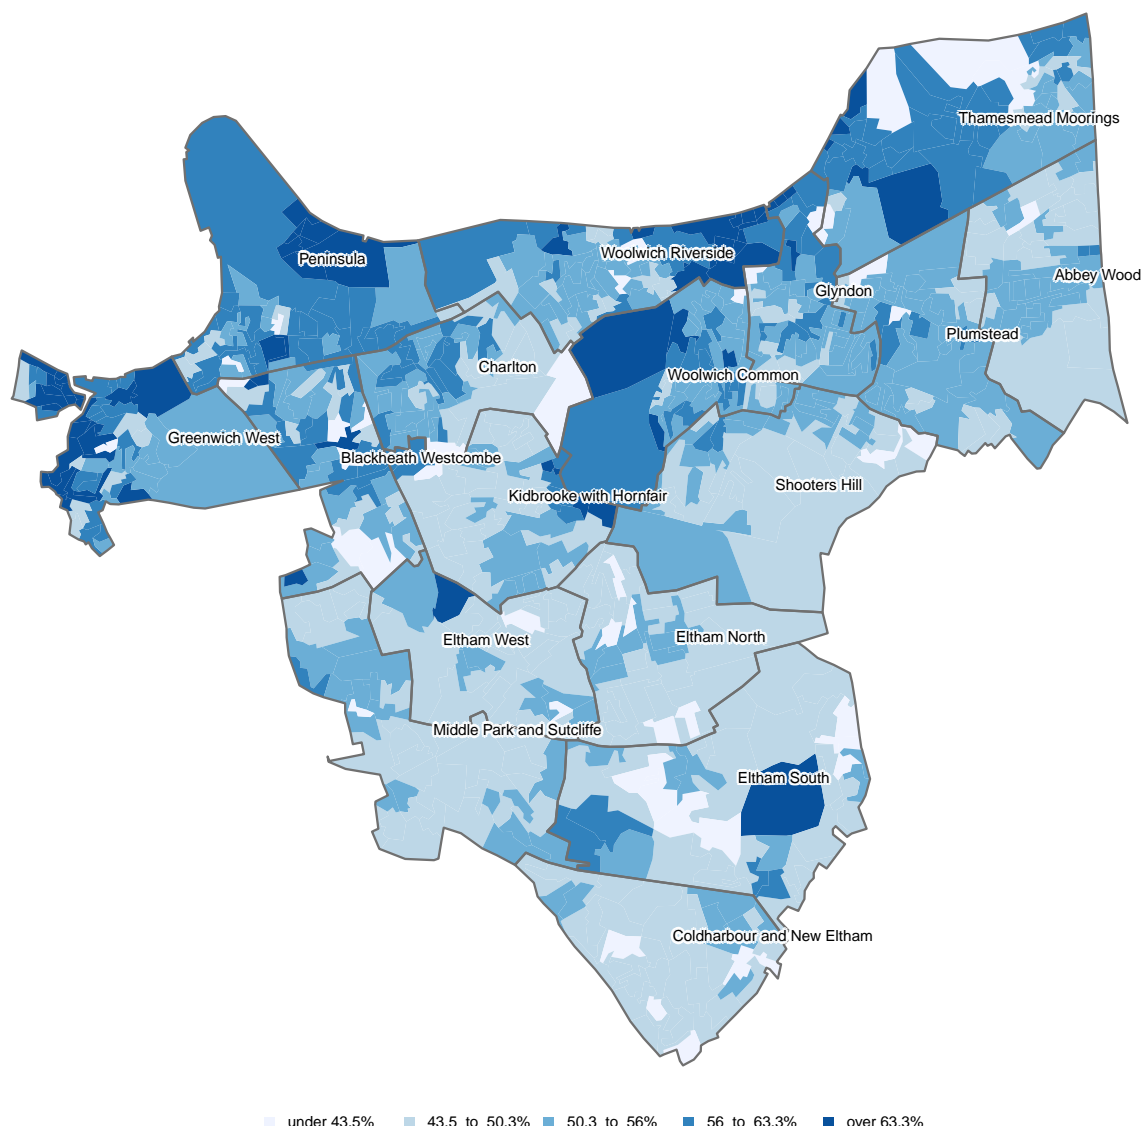 Thamesmead Moorings
Peninsula
Woolwich Riverside
Abbey Wood
Glyndon
Plumstead
Charlton
Woolwich Common
Greenwich West
Blackheath Westcombe
Shooters Hill
Kidbrooke with Hornfair
Eltham West
Eltham North
Middle Park and Sutcliffe
Eltham South
Coldharbour and New Eltham
under 43.5% 43.5 to 50.3% 50.3 to 56% 56 to 63.3% over 63.3%